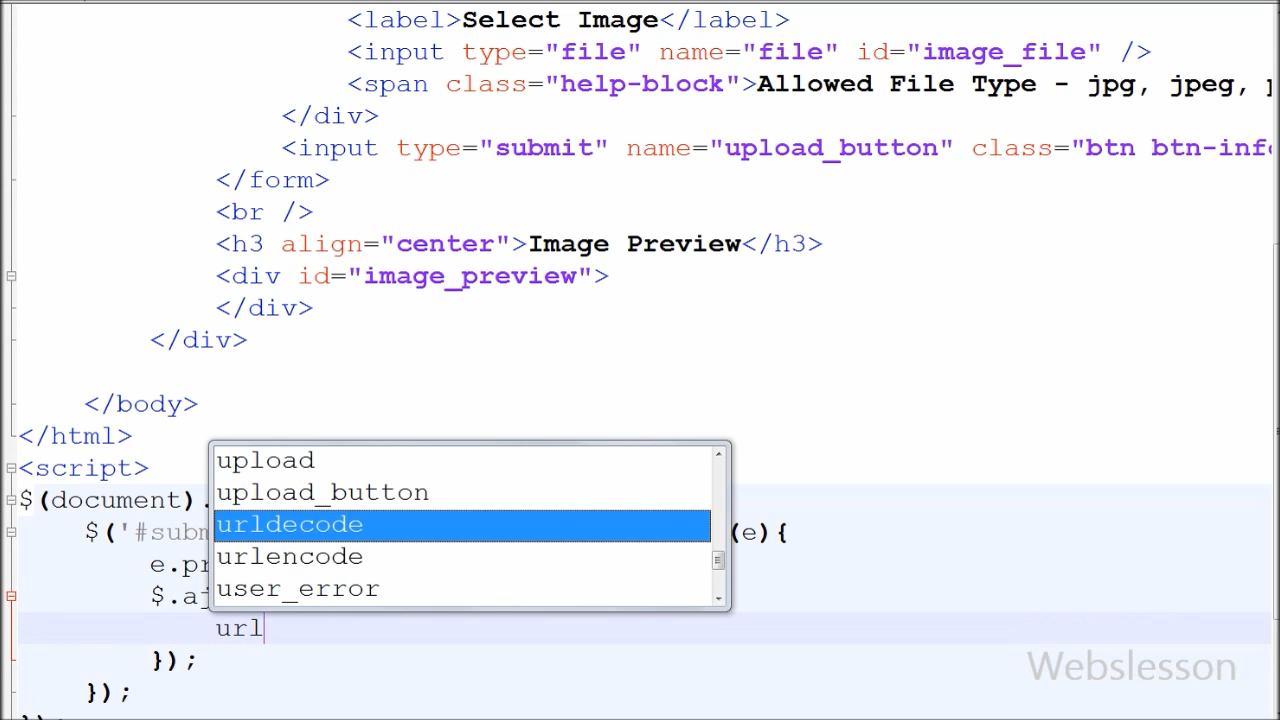 <label>Select Image</label>
<input type="file" name="file" id="image_file" />
<span class="help-block">Allowed File Type - jpg, jpeg,
</div>
<input type="submit" name="upload_button" class="btn btn-info
</form>
<br />
<h3 align="center">Image Preview</h3>
<div id="image_preview">
</div>
</div>
</body>
</html>
<script>
$(document).
$('#subm (e){
e.pr
$.aj
upload
upload_button
urldecode
urlencode
user_error
url
});
});
Webslesson